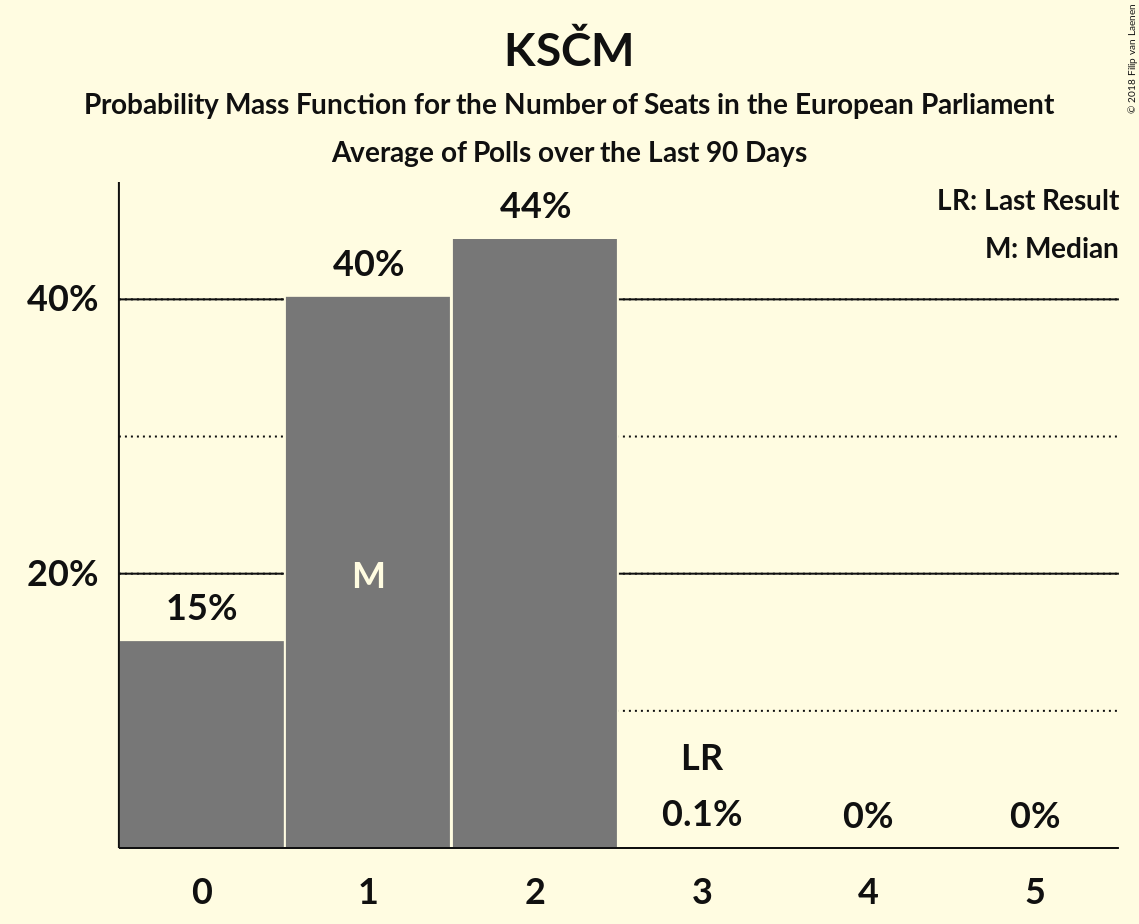 KSČM
Probability Mass Function for the Number of Seats in the European Parliament
Average of Polls over the Last 90 Days
© 2018 Filip van Laenen
LR: Last Result
M: Median
44%
40%
40%
20%
M
15%
LR
0.1%
0%
0%
0
1
2
3
4
5